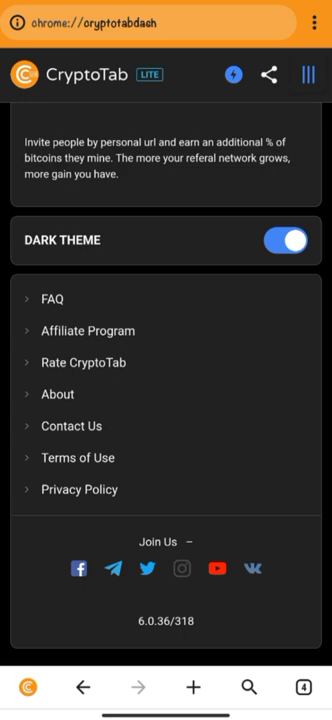 chrome://cryptotabdash
CryptoTab LITE
Invite people by personal url and earn an additional % of
bitcoins they mine. The more your referal network grows,
more gain you have.
DARK THEME
FAQ
Affiliate Program
Rate CryptoTab
About
Contact Us
Terms of Use
Privacy Policy
Join Us –
6.0.36/318
4